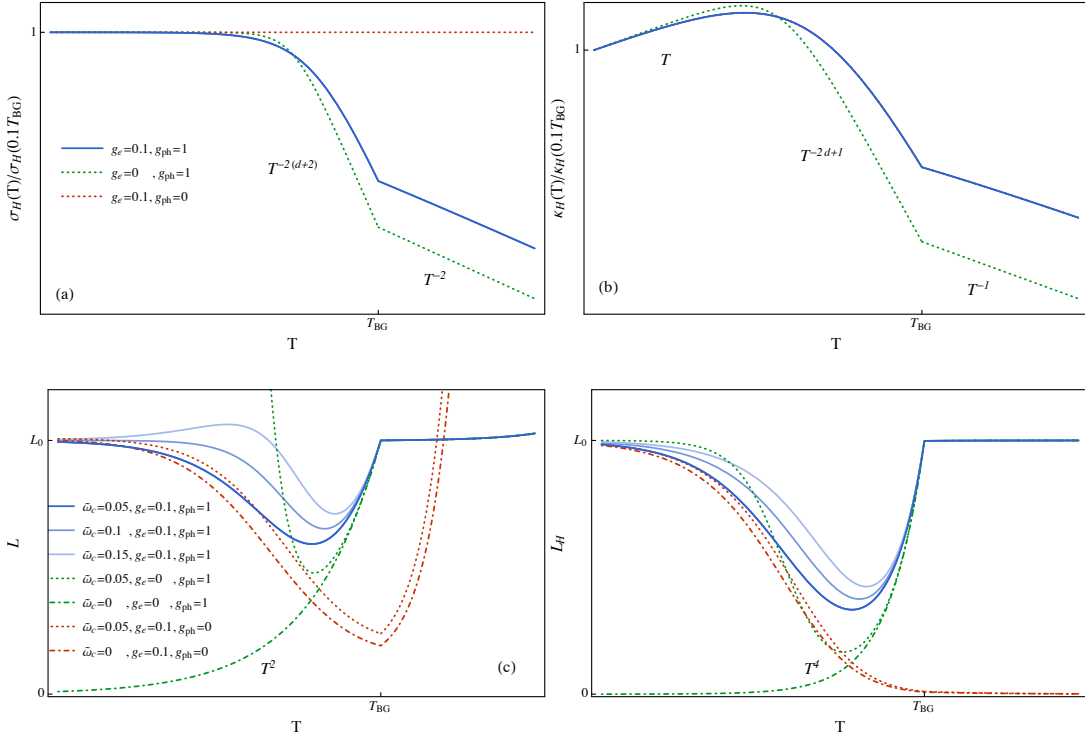 1
σ_H(T)/σ_H(0.1T_BG)
g_e=0.1, g_ph=1
g_e=0 , g_ph=1
g_e=0.1, g_ph=0
T^−2 (d+2)
T^−2
(a)
T_BG
T
1
κ_H(T)/κ_H(0.1T_BG)
T
T^−2 d+1
T^−1
(b)
T_BG
T
L_0
L
ω̃_c=0.05, g_e=0.1, g_ph=1
ω̃_c=0.1 , g_e=0.1, g_ph=1
ω̃_c=0.15, g_e=0.1, g_ph=1
ω̃_c=0.05, g_e=0 , g_ph=1
ω̃_c=0 , g_e=0 , g_ph=1
ω̃_c=0.05, g_e=0.1, g_ph=0
ω̃_c=0 , g_e=0.1, g_ph=0
T^2
(c)
0
T_BG
T
L_0
L_H
T^4
0
T_BG
T